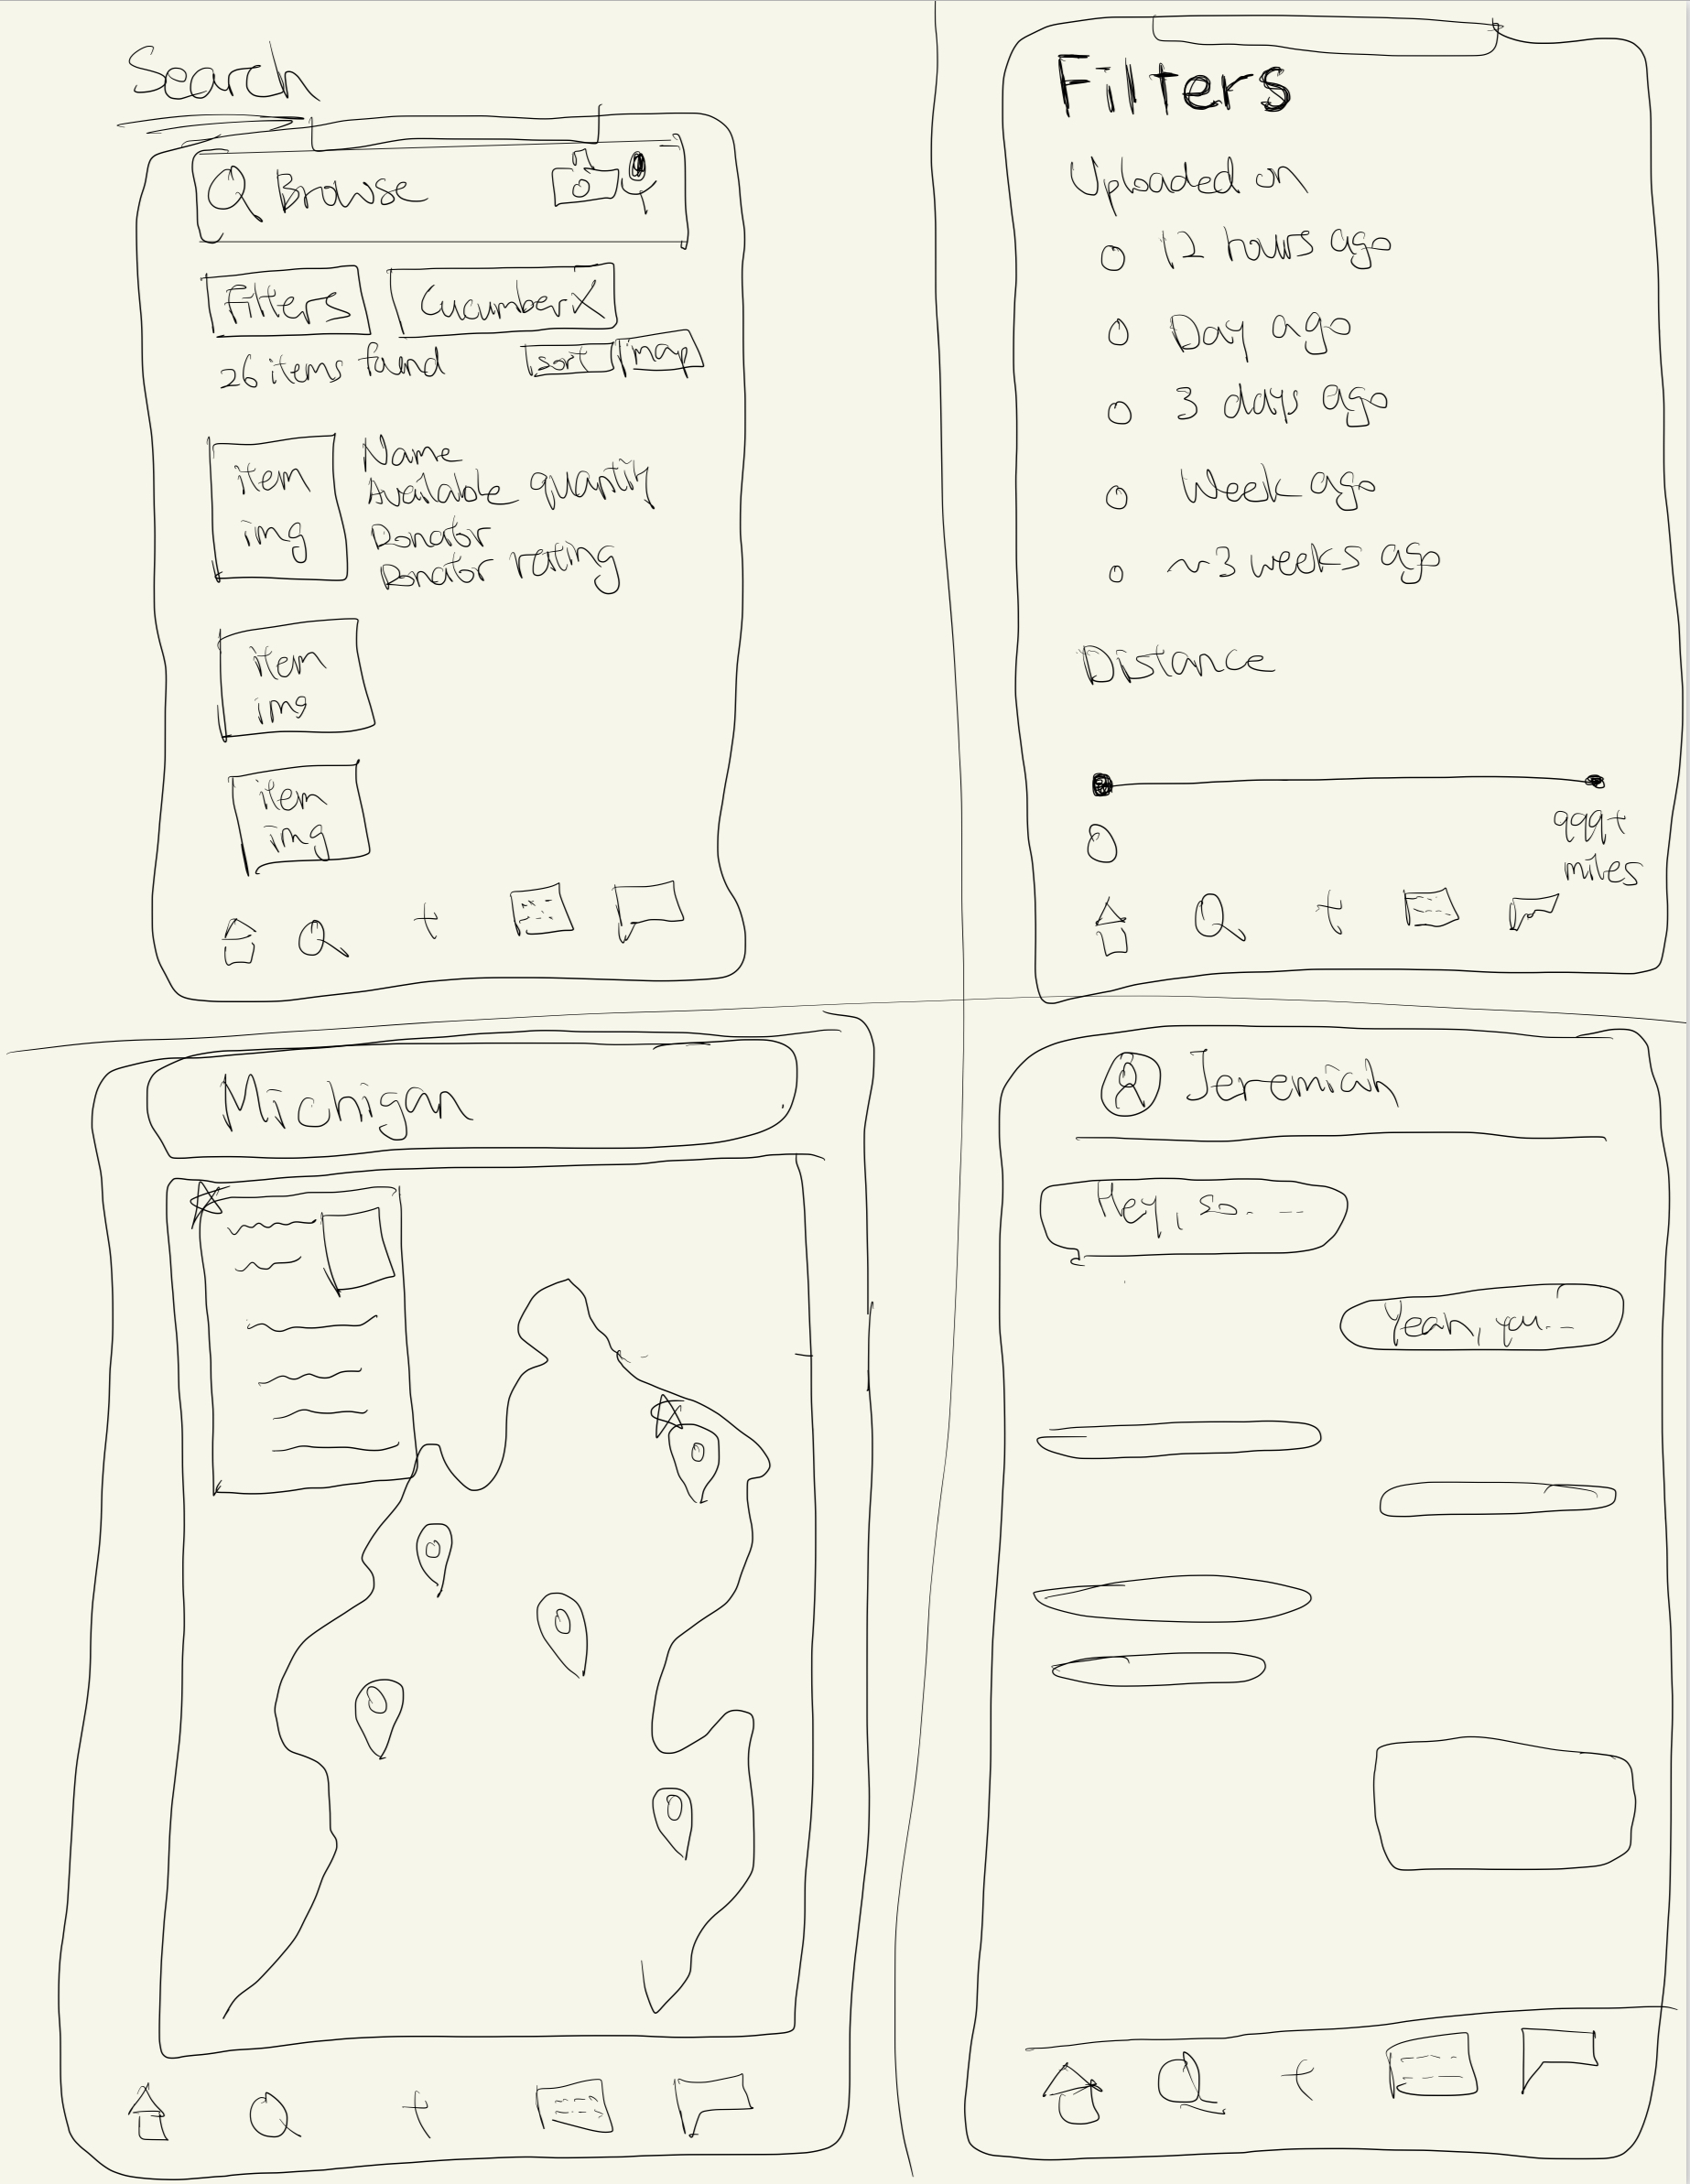 Search
Browse
Filters
Cucumber X
26 items found
sort
map
item
img
Name
Available quantity
Donator
Donator rating
item
img
item
img
Filters
Uploaded on
12 hours ago
Day ago
3 days ago
Week ago
~3 weeks ago
Distance
0
999+
miles
Michigan
Jeremiah
Hey, so. --
Yeah, you..-